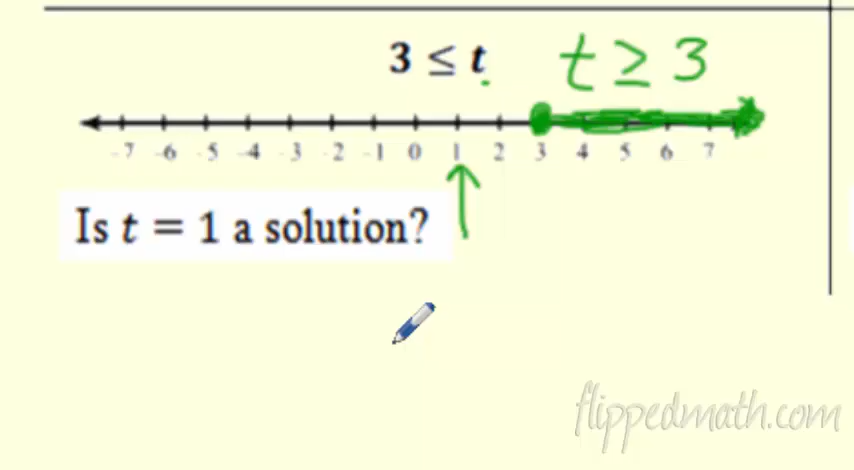 3 ≤ t t ≥ 3
-7 -6 -5 -4 -3 -2 -1 0 1 2 3 4 5 6 7
Is t = 1 a solution?
flippedmath.com